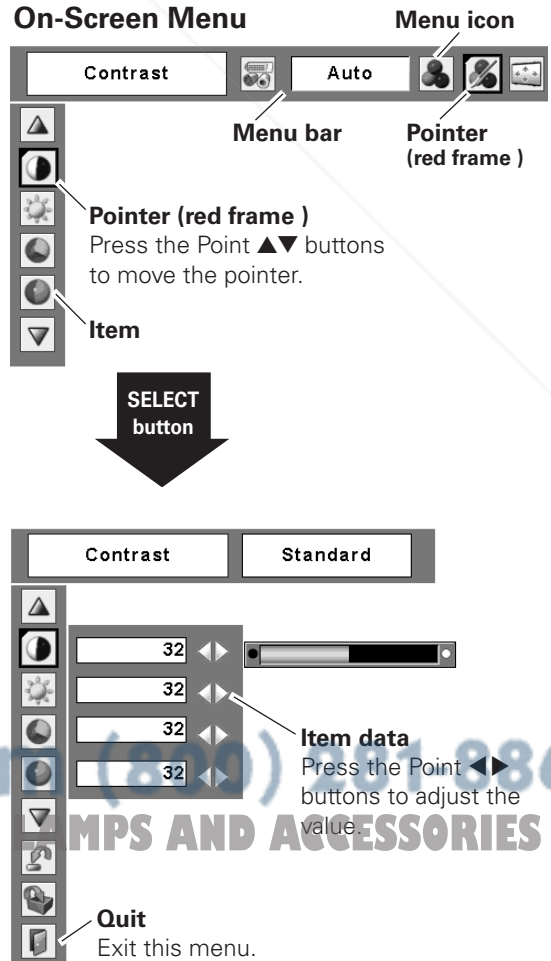 On-Screen Menu
Menu icon
Contrast
Auto
Menu bar
Pointer
(red frame )
Pointer (red frame )
Press the Point ▲▼ buttons
to move the pointer.
Item
SELECT
button
Contrast
Standard
32
32
32
32
Item data
Press the Point ◀▶
buttons to adjust the
value.
(800) 981-886
LAMPS AND ACCESSORIES
Quit
Exit this menu.